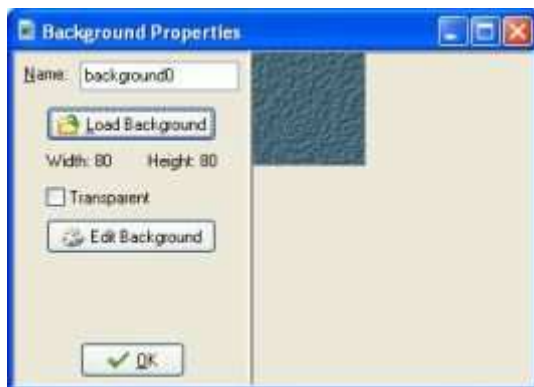 Background Properties
Name: background0
Load Background
Width: 80 Height: 80
Transparent
Edit Background
OK